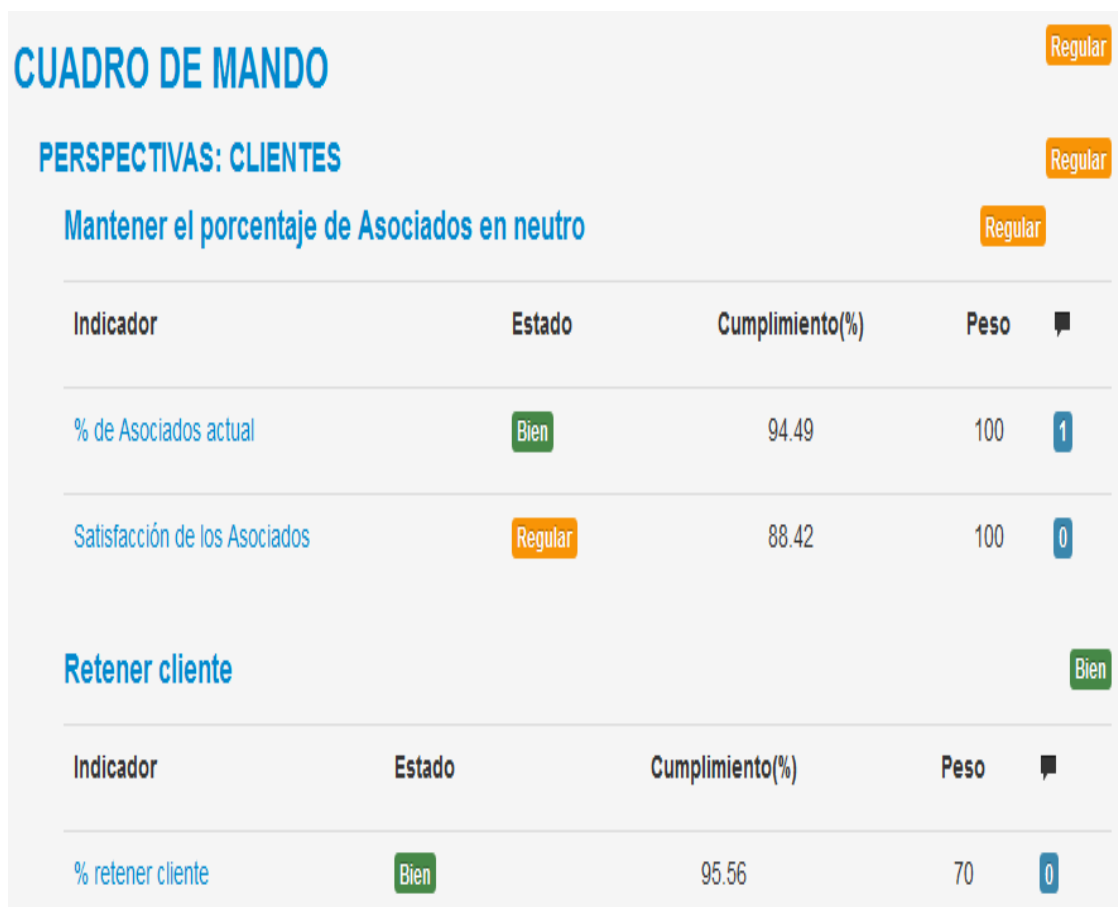 CUADRO DE MANDO Regular
PERSPECTIVAS: CLIENTES Regular
Mantener el porcentaje de Asociados en neutro Regular
Indicador Estado Cumplimiento(%) Peso
% de Asociados actual Bien 94.49 100 1
Satisfacción de los Asociados Regular 88.42 100 0
Retener cliente Bien
Indicador Estado Cumplimiento(%) Peso
% retener cliente Bien 95.56 70 0